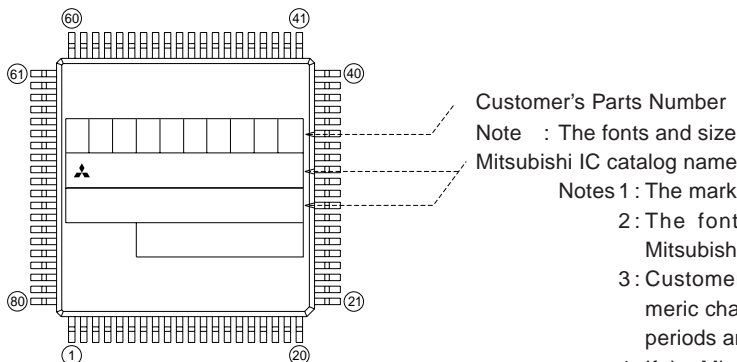 60
41
61
40
Customer's Parts Number
Note : The fonts and size
Mitsubishi IC catalog name
Notes 1 : The mark
2 : The font
Mitsubish
3 : Custome
meric cha
periods a
80
21
1
20